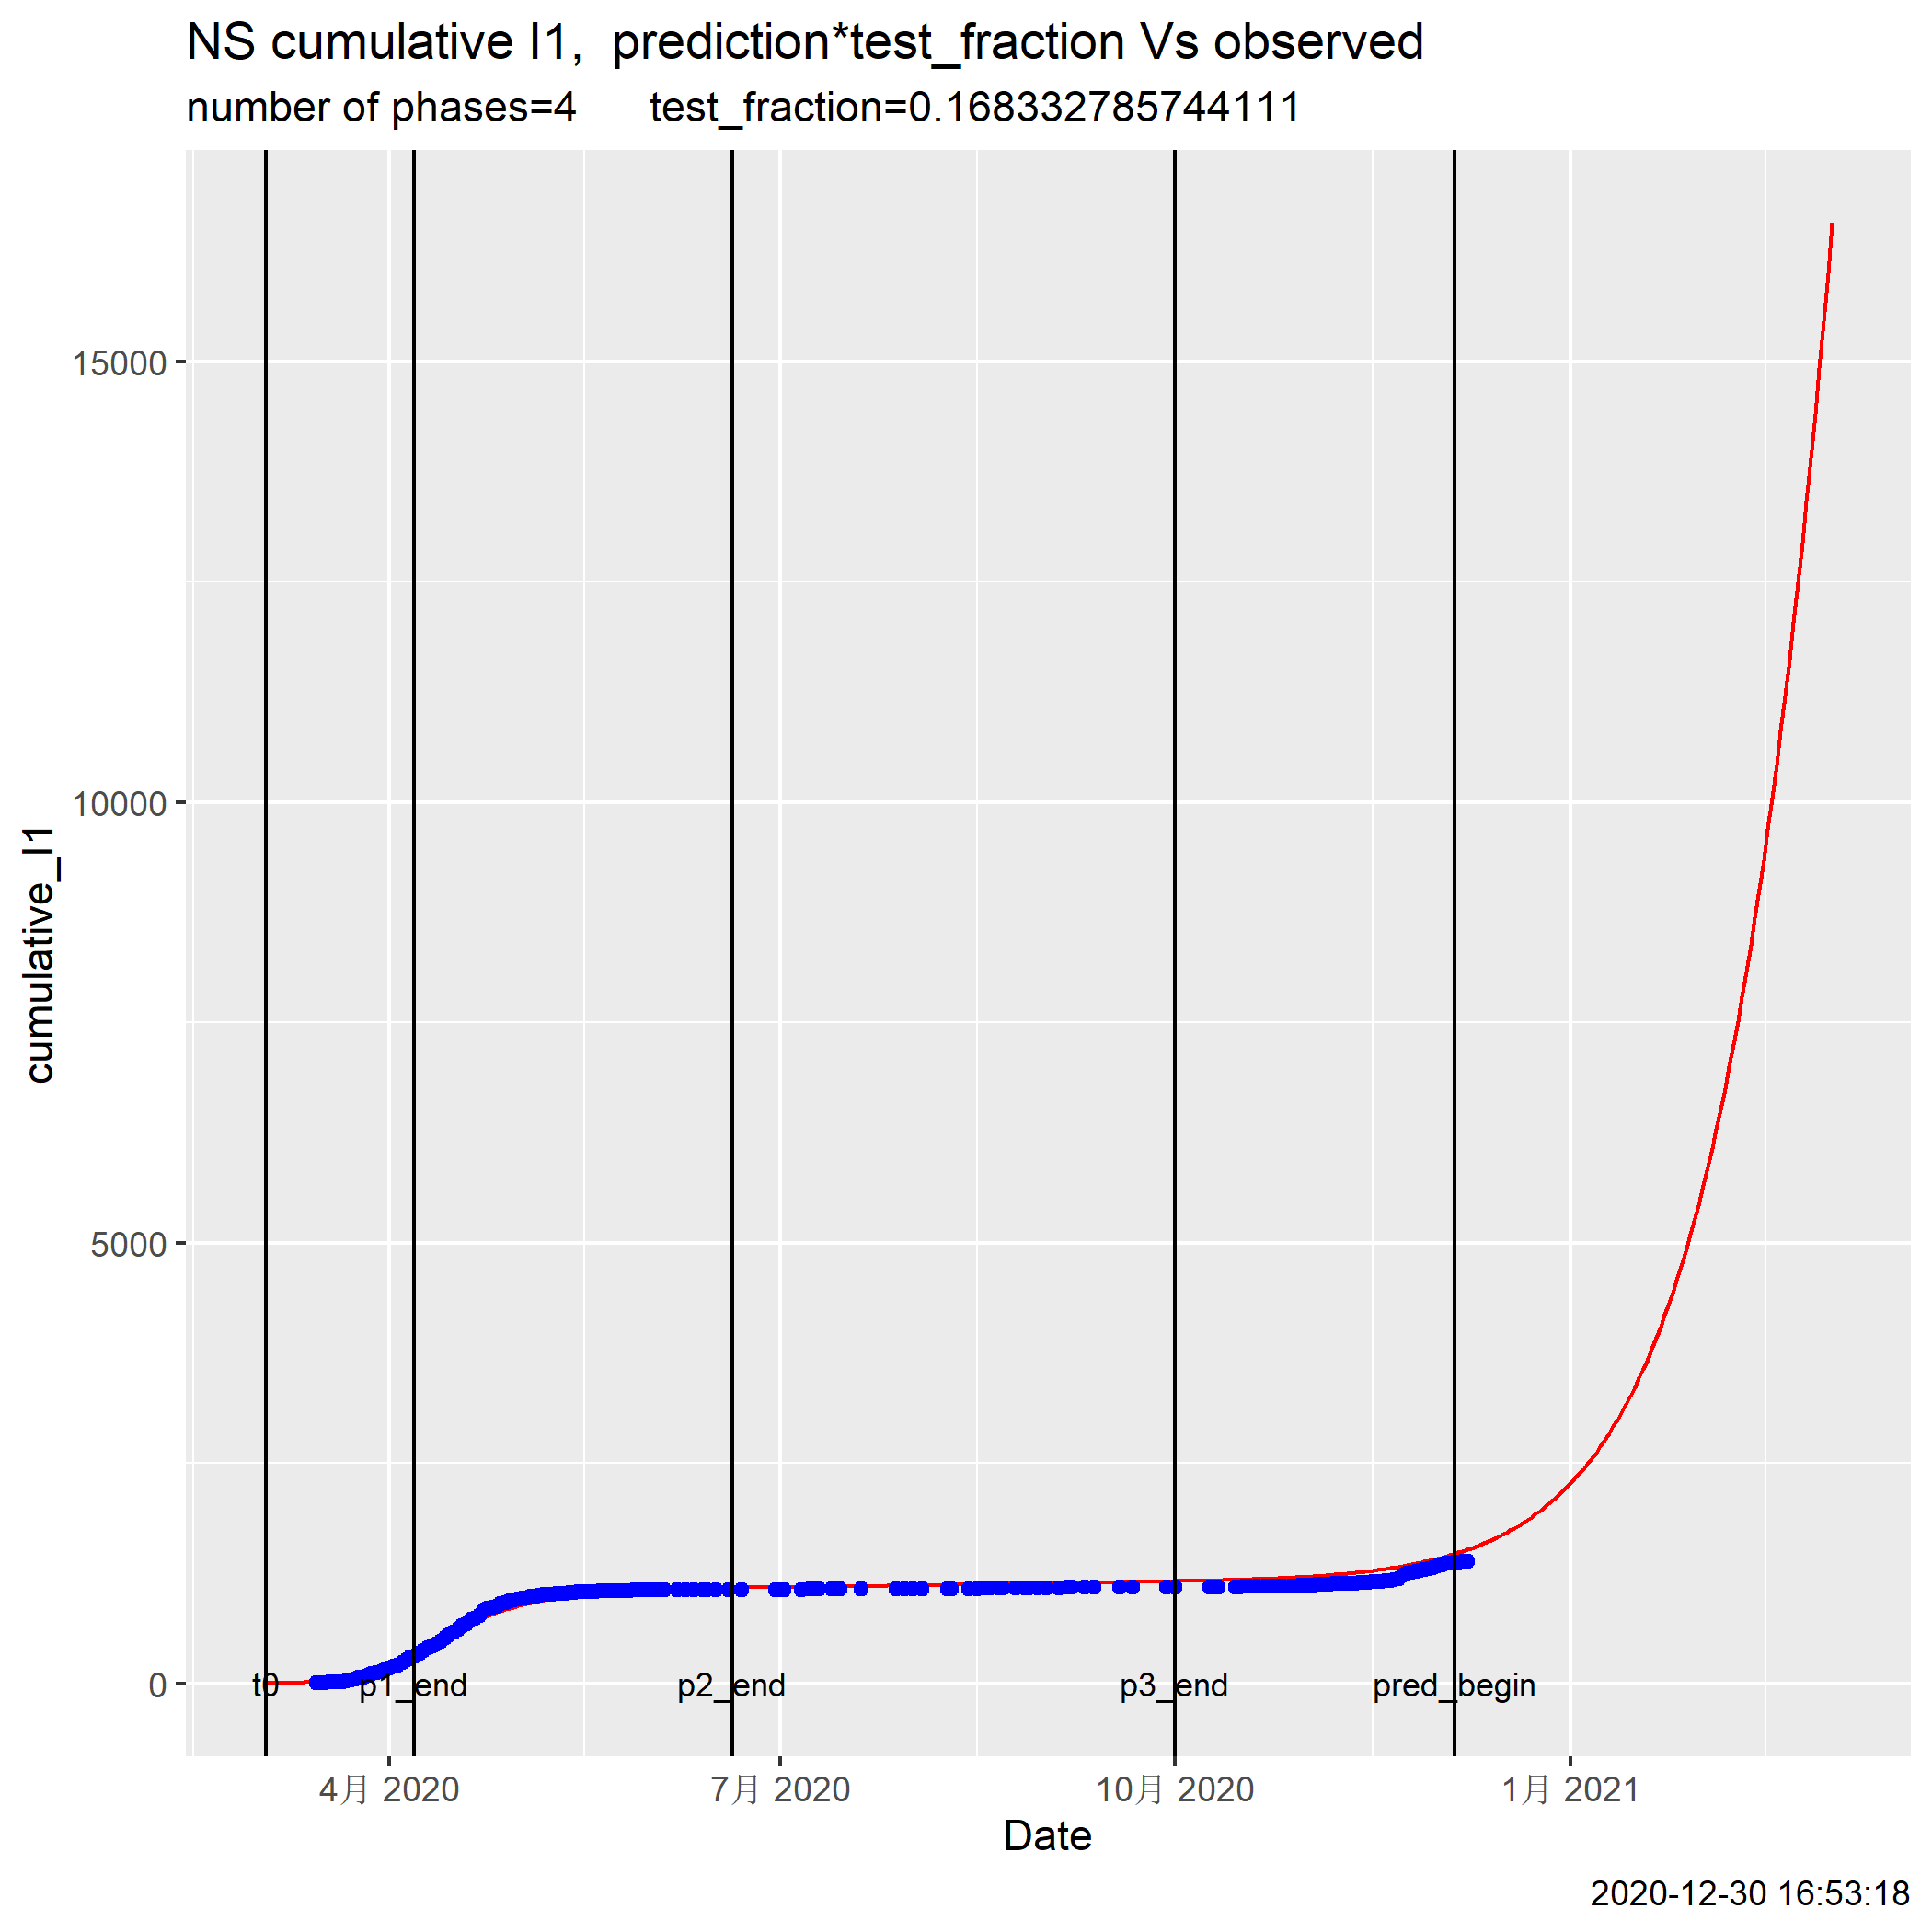 NS cumulative I1,  prediction*test_fraction Vs observed
number of phases=4      test_fraction=0.168332785744111
cumulative_I1
15000
10000
5000
0
t0
p1_end
p2_end
p3_end
pred_begin
4月 2020
7月 2020
10月 2020
1月 2021
Date
2020-12-30 16:53:18